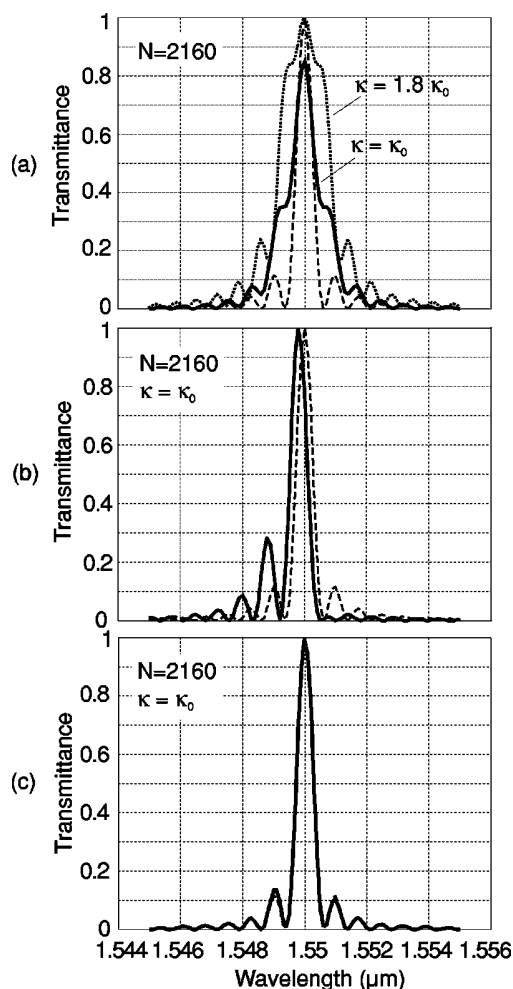 (a)
Transmittance
1
0.8
0.6
0.4
0.2
0
N=2160
κ = 1.8 κ₀
κ = κ₀
(b)
Transmittance
1
0.8
0.6
0.4
0.2
0
N=2160
κ = κ₀
(c)
Transmittance
1
0.8
0.6
0.4
0.2
0
N=2160
κ = κ₀
1.544 1.546 1.548 1.55 1.552 1.554 1.556
Wavelength (μm)